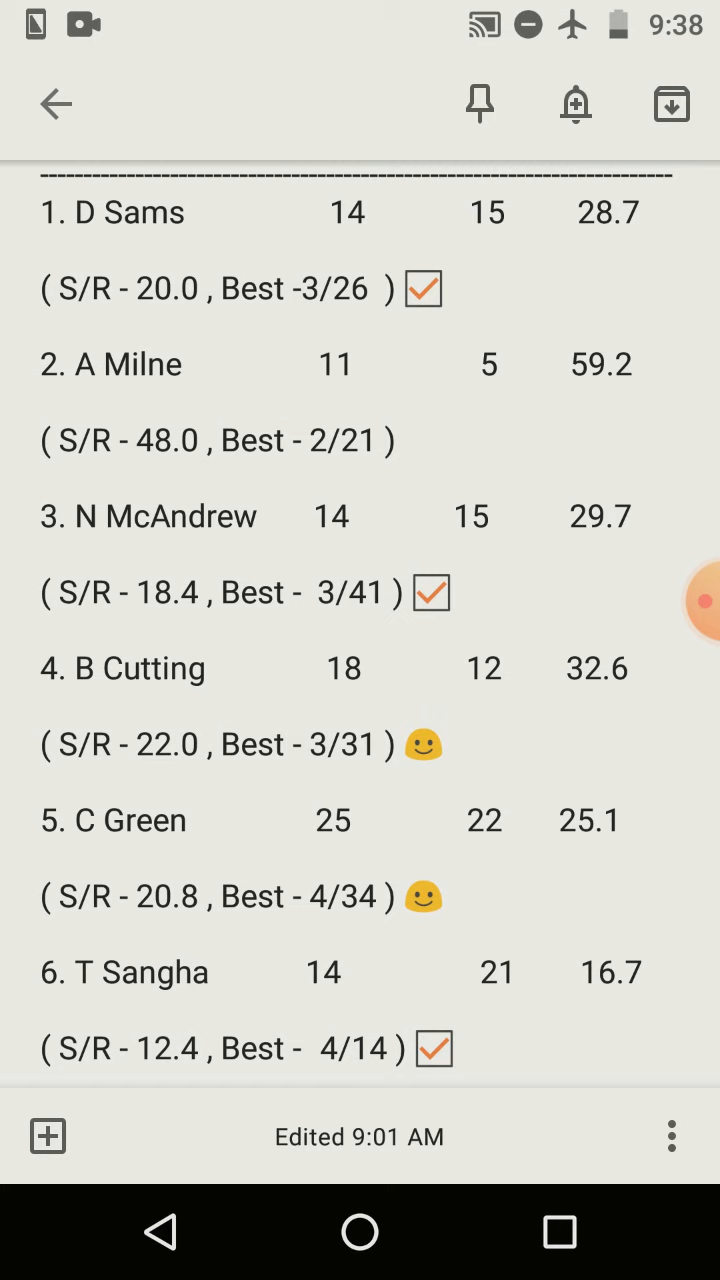 9:38
----------------------------------------------------------------------
1. D Sams 14 15 28.7
( S/R - 20.0 , Best -3/26 ) ☑
2. A Milne 11 5 59.2
( S/R - 48.0 , Best - 2/21 )
3. N McAndrew 14 15 29.7
( S/R - 18.4 , Best - 3/41 ) ☑
4. B Cutting 18 12 32.6
( S/R - 22.0 , Best - 3/31 ) 🙂
5. C Green 25 22 25.1
( S/R - 20.8 , Best - 4/34 ) 🙂
6. T Sangha 14 21 16.7
( S/R - 12.4 , Best - 4/14 ) ☑
Edited 9:01 AM